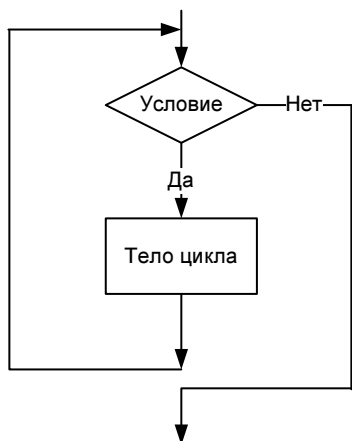 Условие
Нет
Да
Тело цикла